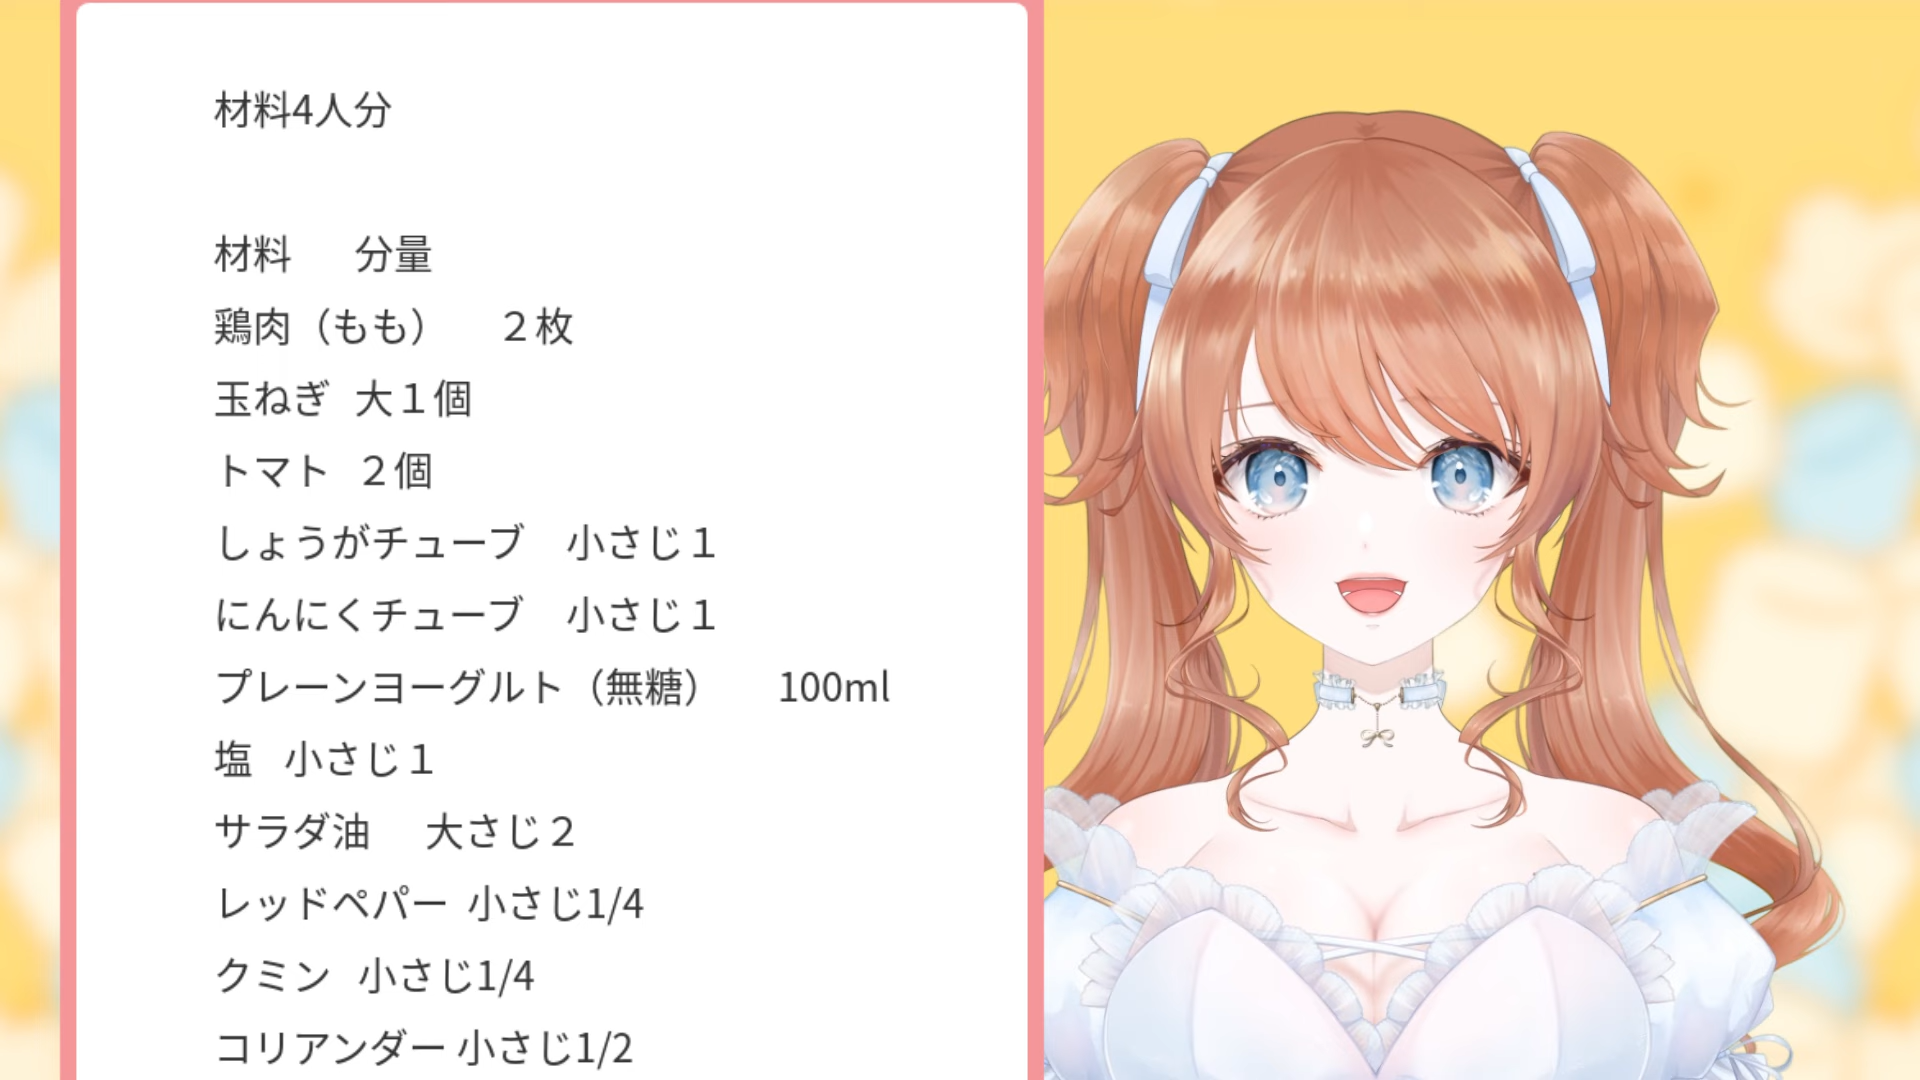 材料4人分
材料　分量
鶏肉（もも）　２枚
玉ねぎ　大１個
トマト　２個
しょうがチューブ　小さじ１
にんにくチューブ　小さじ１
プレーンヨーグルト（無糖）　100ml
塩　小さじ１
サラダ油　大さじ２
レッドペパー 小さじ1/4
クミン　小さじ1/4
コリアンダー 小さじ1/2